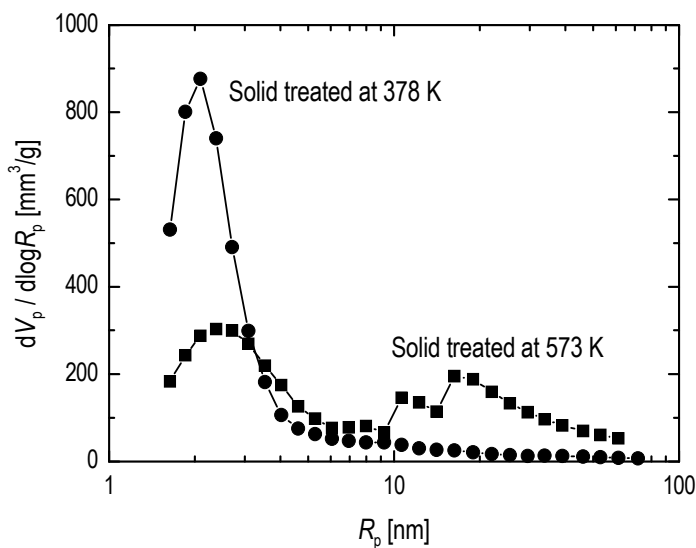 1000
800
600
400
200
0
dVp / dlogRp [mm³/g]
Solid treated at 378 K
Solid treated at 573 K
1 10 100
Rp [nm]